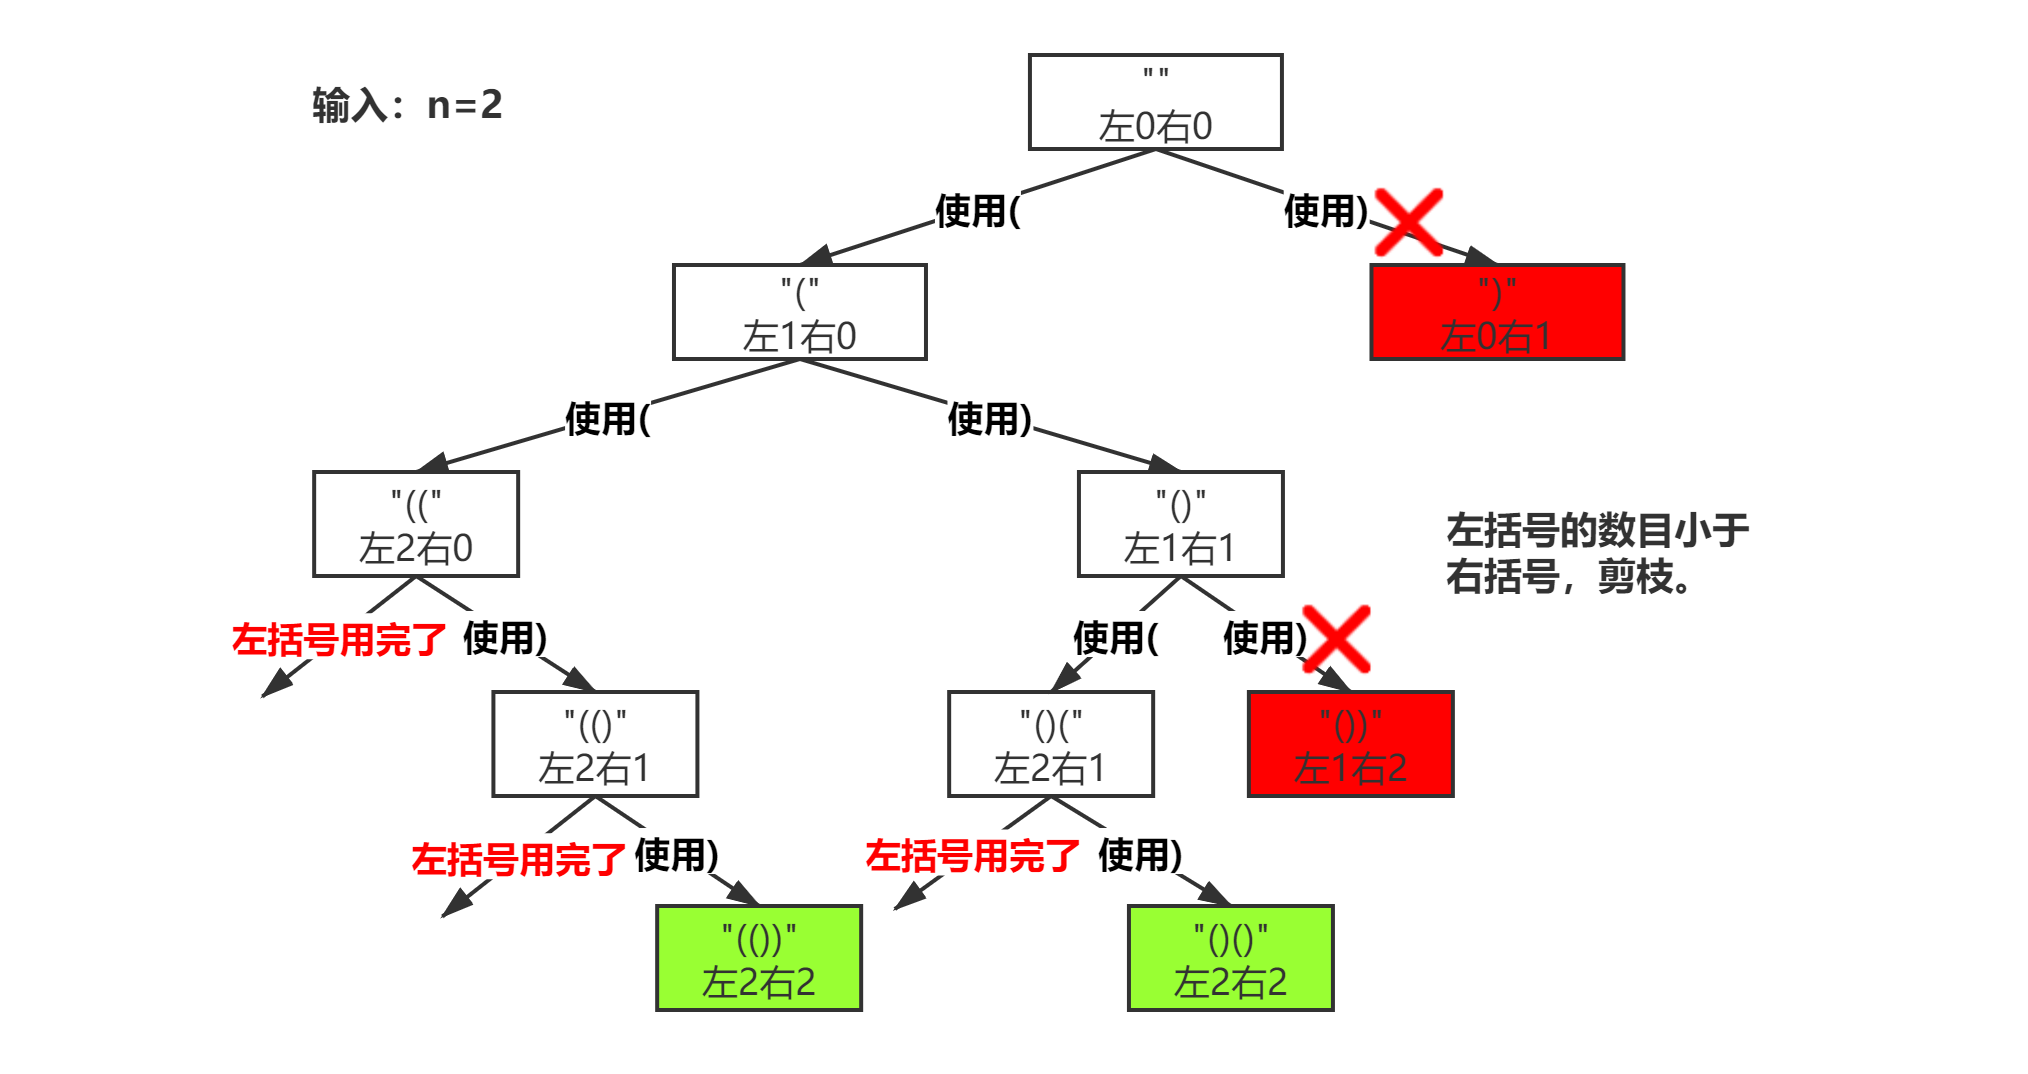 输入：n=2
""
左0右0
使用(
使用)
"("
左1右0
")"
左0右1
使用(
使用)
"(("
左2右0
"()"
左1右1
左括号的数目小于
右括号，剪枝。
左括号用完了
使用)
使用(
使用)
"(()"
左2右1
"()("
左2右1
"())"
左1右2
左括号用完了
使用)
左括号用完了
使用)
"(())"
左2右2
"()()"
左2右2